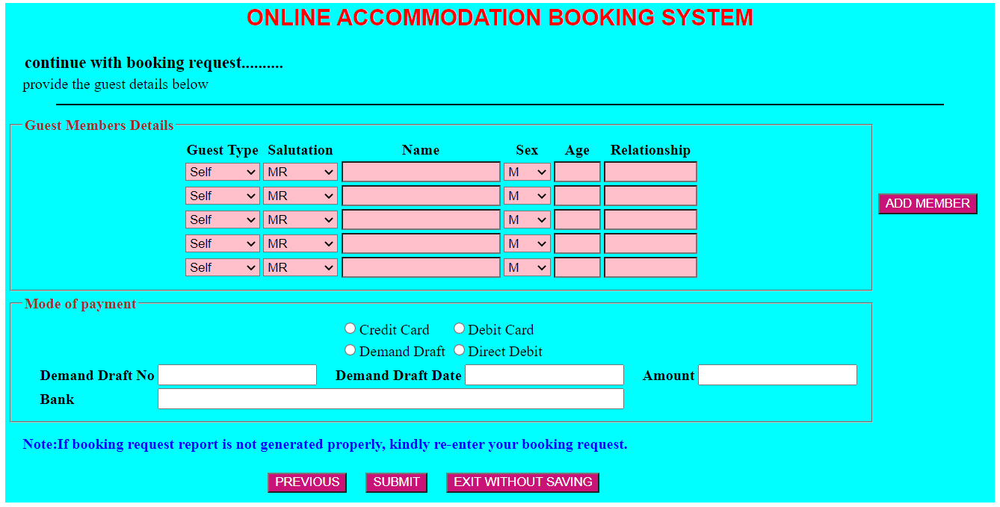 ONLINE ACCOMMODATION BOOKING SYSTEM
continue with booking request..........
provide the guest details below
Guest Members Details
Guest Type Salutation Name Sex Age Relationship
Self MR M
Self MR M
ADD MEMBER
Self MR M
Self MR M
Self MR M
Mode of payment
Credit Card Debit Card
Demand Draft Direct Debit
Demand Draft No Demand Draft Date Amount
Bank
Note:If booking request report is not generated properly, kindly re-enter your booking request.
PREVIOUS SUBMIT EXIT WITHOUT SAVING